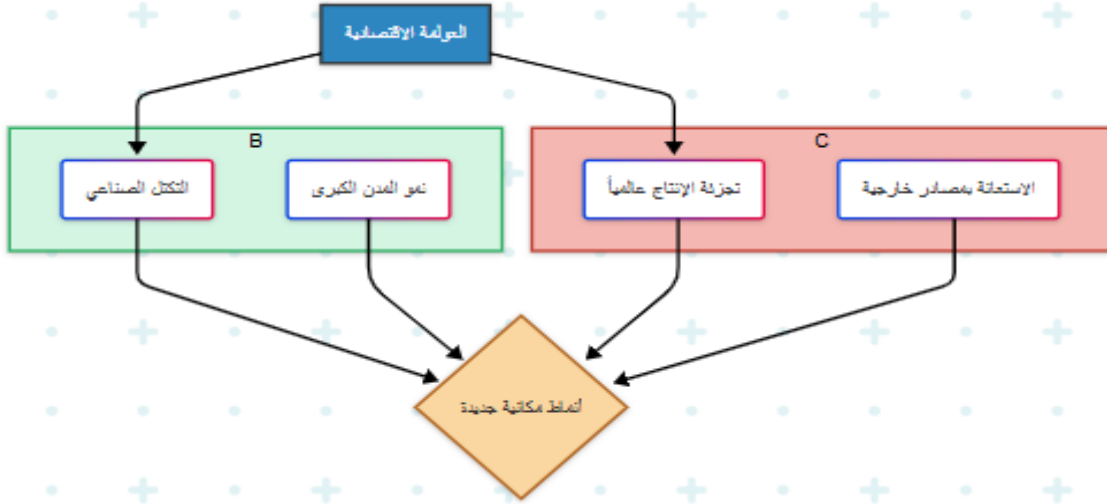 العولمة الاقتصادية
B
التكتل الصناعي
نمو المدن الكبرى
C
تجزئة الإنتاج عالمياً
الاستعانة بمصادر خارجية
أنماط مكانية جديدة